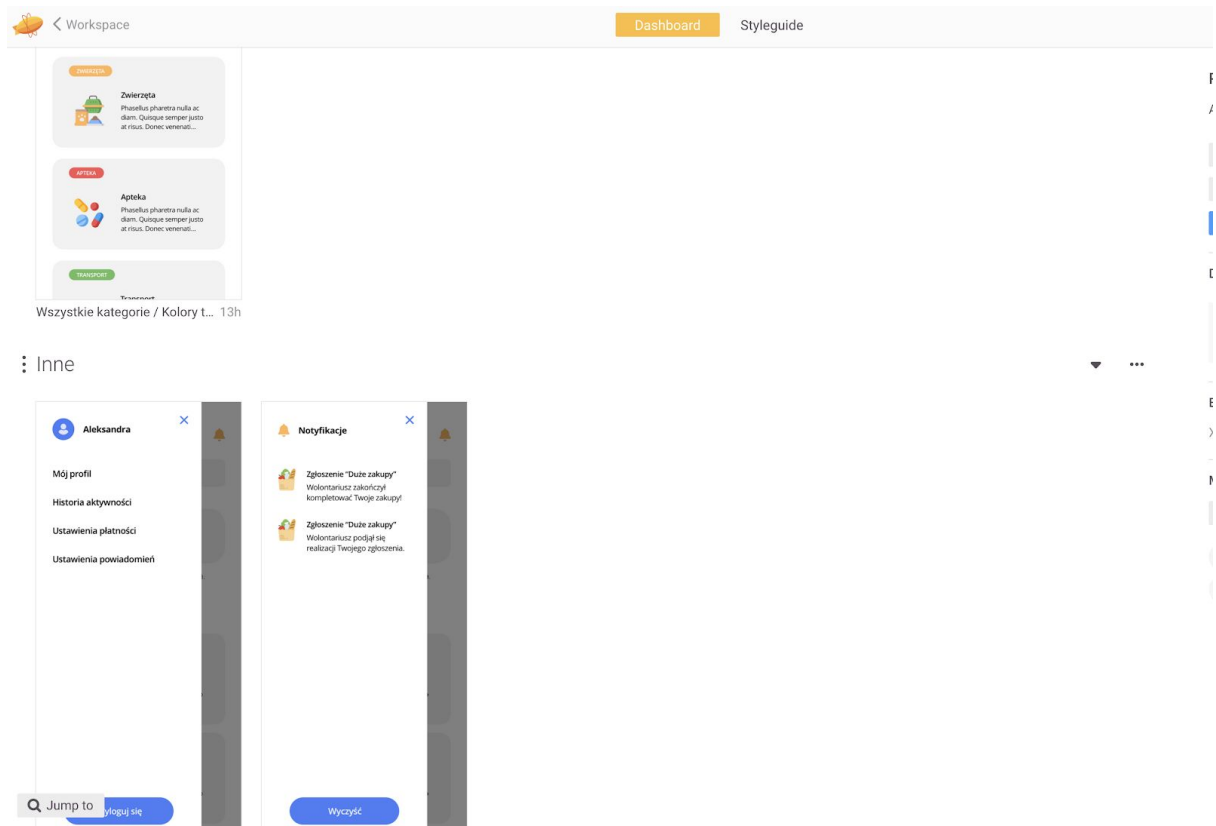 Workspace
Dashboard
Styleguide
ZWIERZĘTA
Zwierzęta
Phasellus pharetra nulla ac
diam. Quisque semper justo
at risus. Donec venenati...
APTEKA
Apteka
Phasellus pharetra nulla ac
diam. Quisque semper justo
at risus. Donec venenati...
TRANSPORT
Transport
Wszystkie kategorie / Kolory t... 13h
Inne
Aleksandra
Mój profil
Historia aktywności
Ustawienia płatności
Ustawienia powiadomień
yloguj się
Notyfikacje
Zgłoszenie "Duże zakupy"
Wolontariusz zakończył
kompletować Twoje zakupy!
Zgłoszenie "Duże zakupy"
Wolontariusz podjął się
realizacji Twojego zgłoszenia.
Wyczyść
Jump to